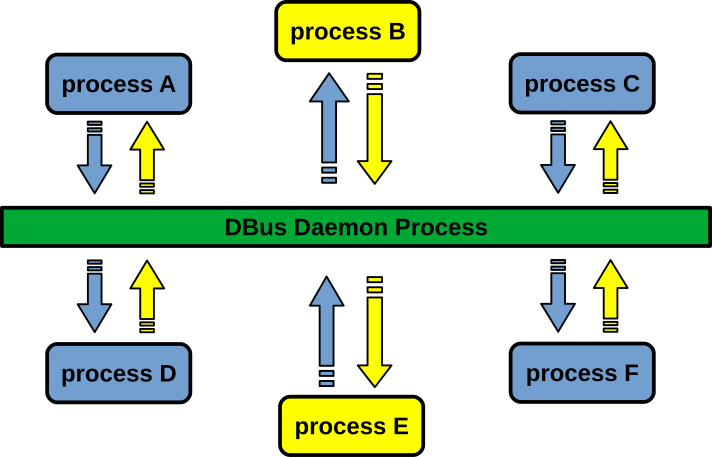 process B
process A
process C
DBus Daemon Process
process D
process F
process E